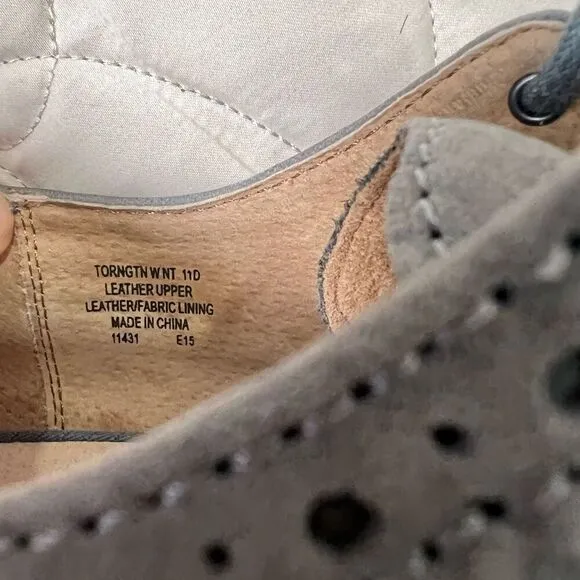 TORNGTN W NT 11D
LEATHER UPPER
LEATHER/FABRIC LINING
MADE IN CHINA
11431 E15